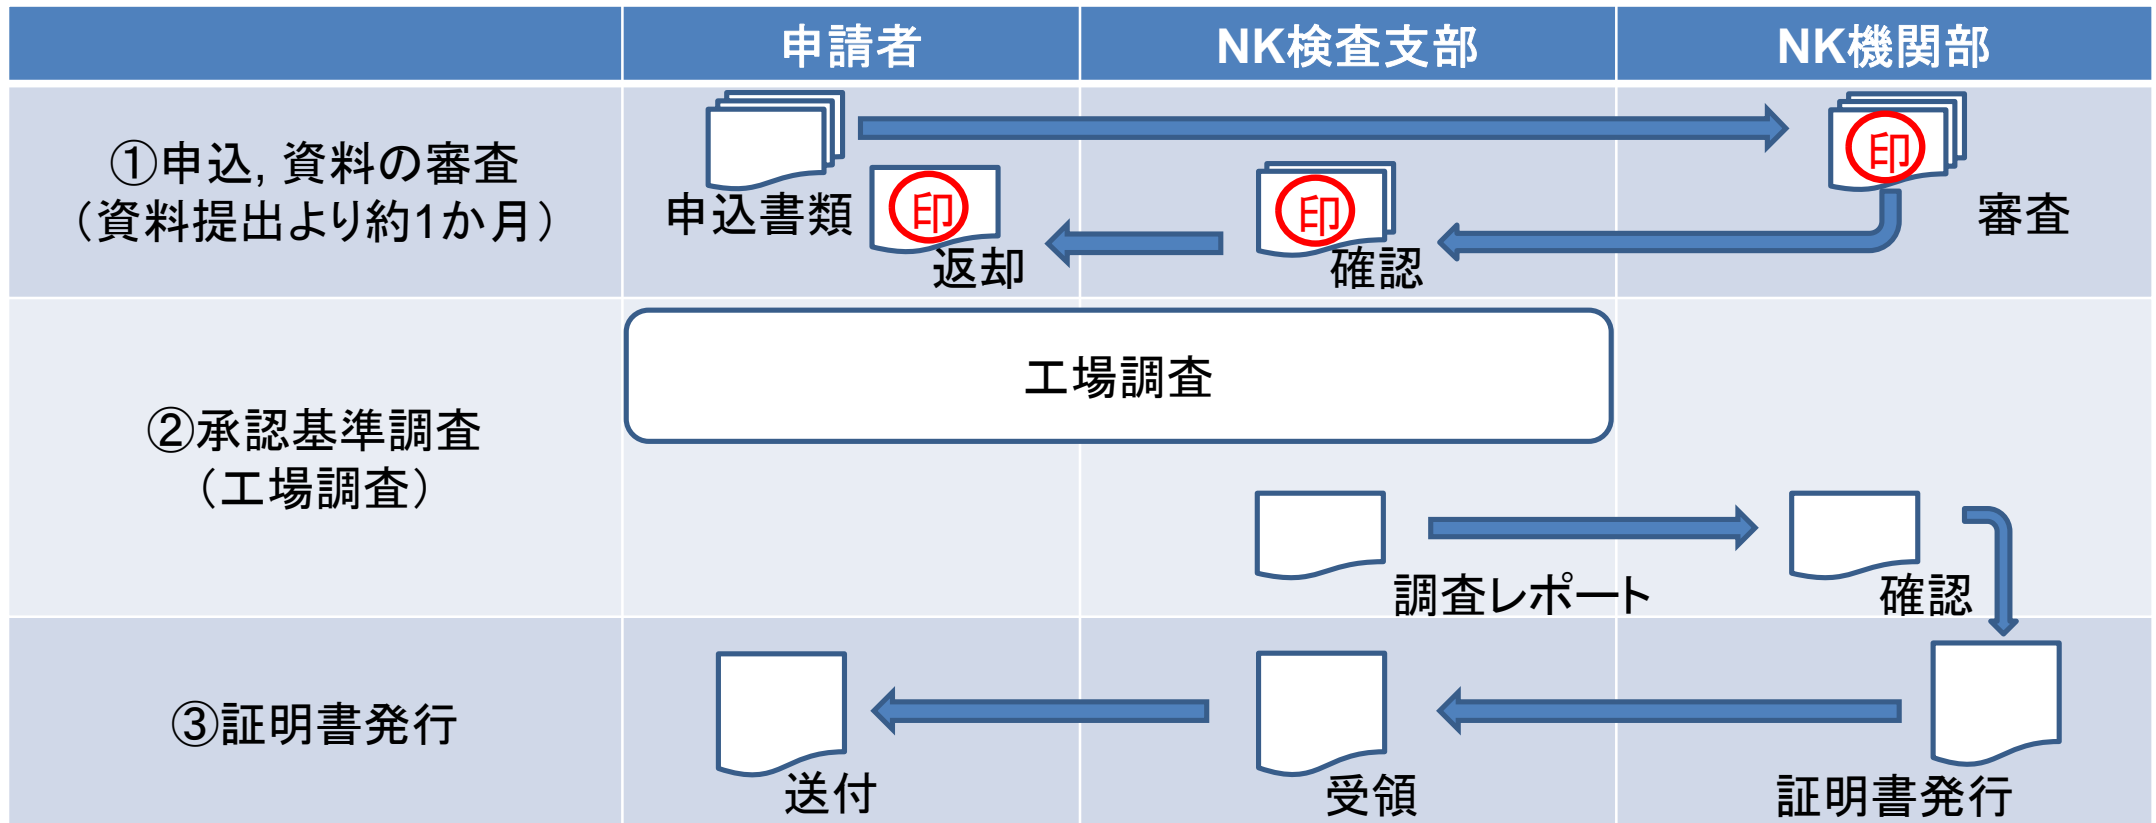 申請者
NK検査支部
NK機関部
①申込, 資料の審査
（資料提出より約1か月）
申込書類
印
返却
印
確認
印
審査
②承認基準調査
（工場調査）
工場調査
調査レポート
確認
③証明書発行
送付
受領
証明書発行